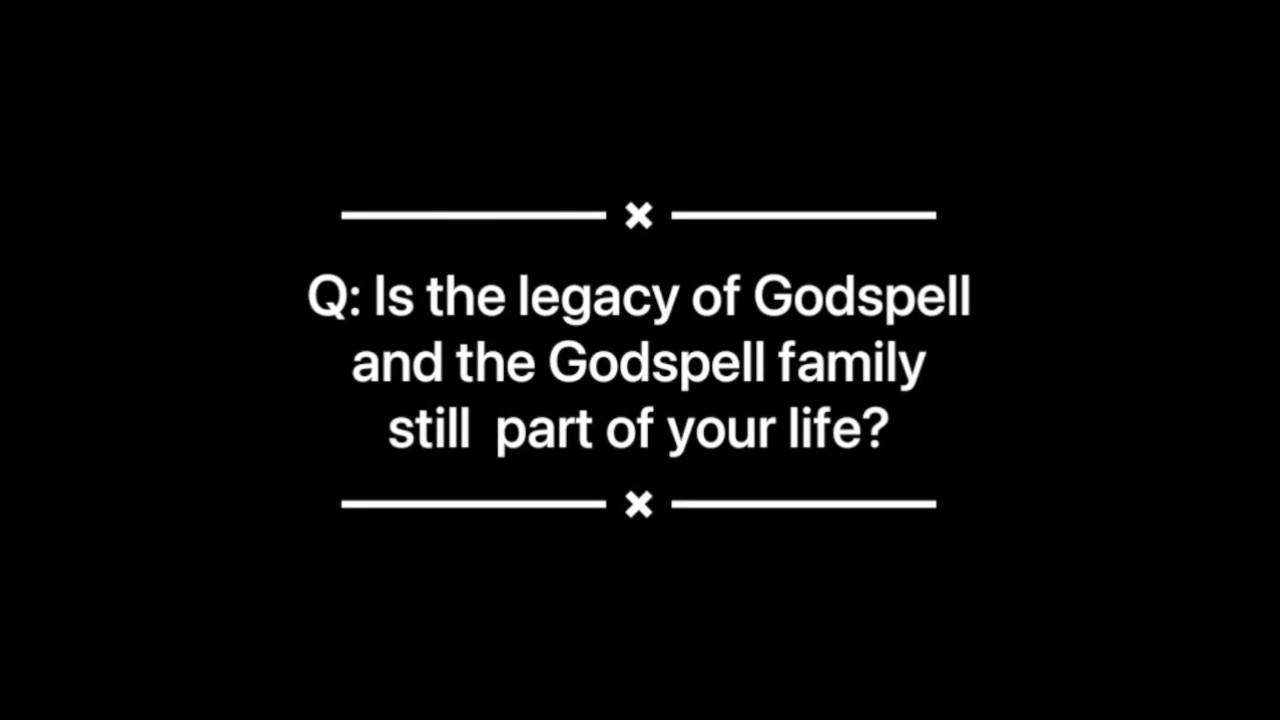 Q: Is the legacy of Godspell
and the Godspell family
still  part of your life?